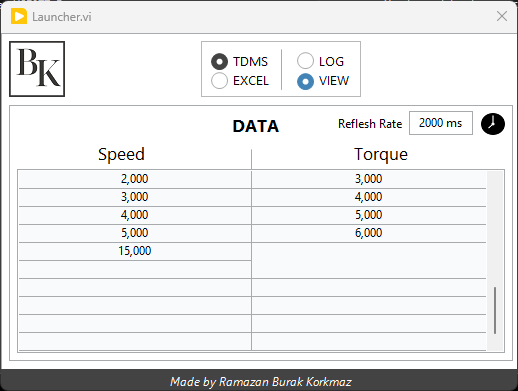 Launcher.vi
BK
TDMS LOG
EXCEL VIEW
DATA
Reflesh Rate 2000 ms
Speed Torque
2,000 3,000
3,000 4,000
4,000 5,000
5,000 6,000
15,000
Made by Ramazan Burak Korkmaz